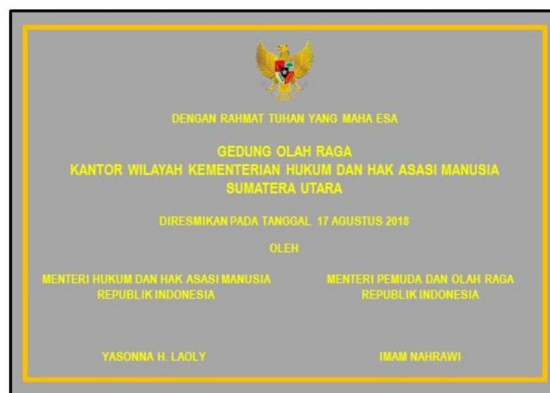 DENGAN RAHMAT TUHAN YANG MAHA ESA
GEDUNG OLAH RAGA
KANTOR WILAYAH KEMENTERIAN HUKUM DAN HAK ASASI MANUSIA
SUMATERA UTARA
DIRESMIKAN PADA TANGGAL 17 AGUSTUS 2018
OLEH
MENTERI HUKUM DAN HAK ASASI MANUSIA
REPUBLIK INDONESIA
YASONNA H. LAOLY
MENTERI PEMUDA DAN OLAH RAGA
REPUBLIK INDONESIA
IMAM NAHRAWI